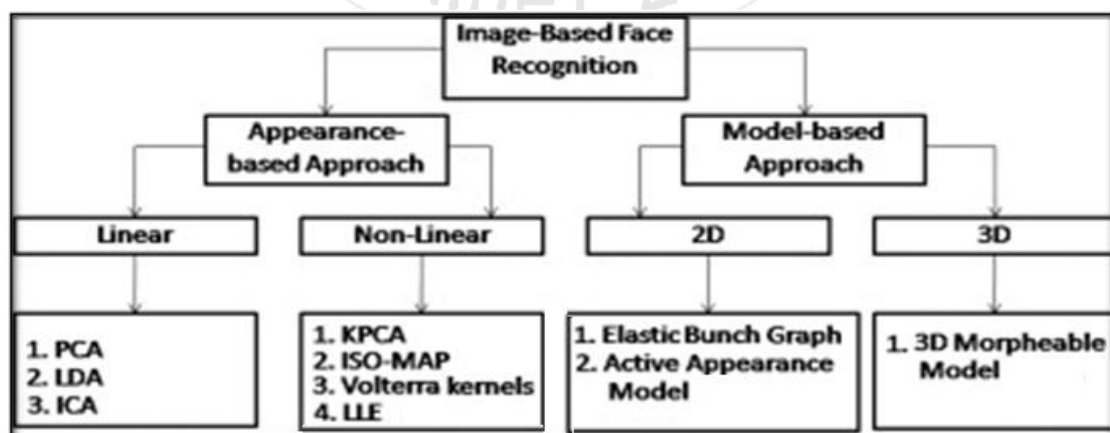 Image-Based Face
Recognition
Appearance-
based Approach
Model-based
Approach
Linear
Non-Linear
2D
3D
1. PCA
2. LDA
3. ICA
1. KPCA
2. ISO-MAP
3. Volterra kernels
4. LLE
1. Elastic Bunch Graph
2. Active Appearance
Model
1. 3D Morpheable
Model